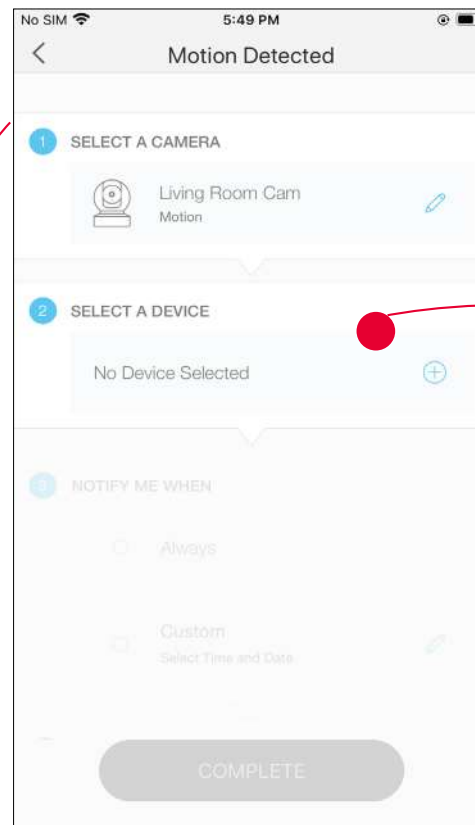 No SIM 5:49 PM
Motion Detected
1 SELECT A CAMERA
Living Room Cam
Motion
2 SELECT A DEVICE
No Device Selected
3 NOTIFY ME WHEN
Always
Custom
Select Time and Date
COMPLETE